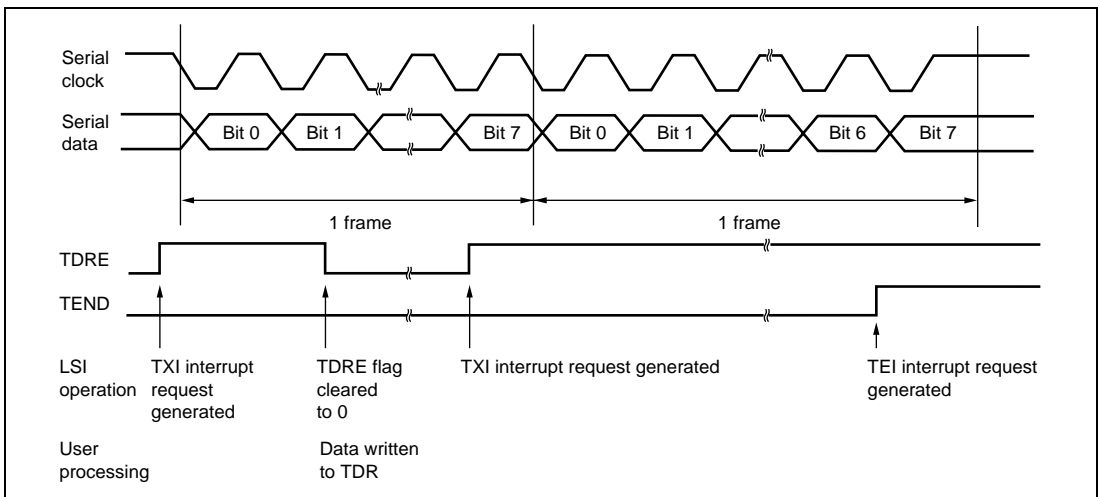 Serial
clock
Serial
data
Bit 0
Bit 1
Bit 7
Bit 0
Bit 1
Bit 6
Bit 7
1 frame
1 frame
TDRE
TEND
LSI
operation
TXI interrupt
request
generated
TDRE flag
cleared
to 0
TXI interrupt request generated
TEI interrupt request
generated
User
processing
Data written
to TDR